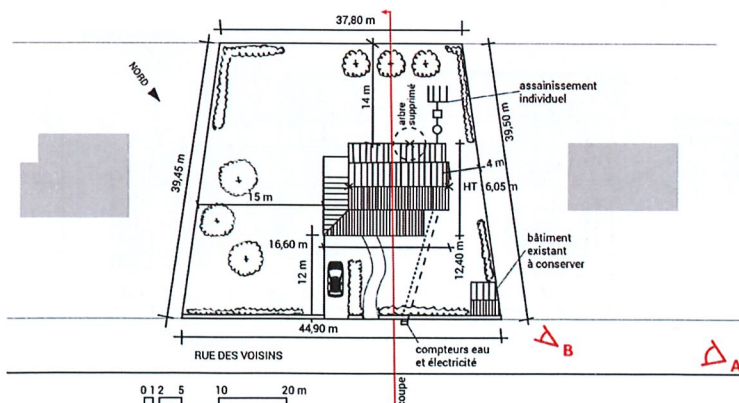 37,80 m
NORD
14 m
arbre
supprimé
assainissement
individuel
39,50 m
39,45 m
4 m
HT 6,05 m
15 m
16,60 m
12,40 m
12 m
bâtiment
existant
à conserver
44,90 m
B
A
RUE DES VOISINS
compteurs eau
et électricité
coupe
0 1 2 5 10 20 m